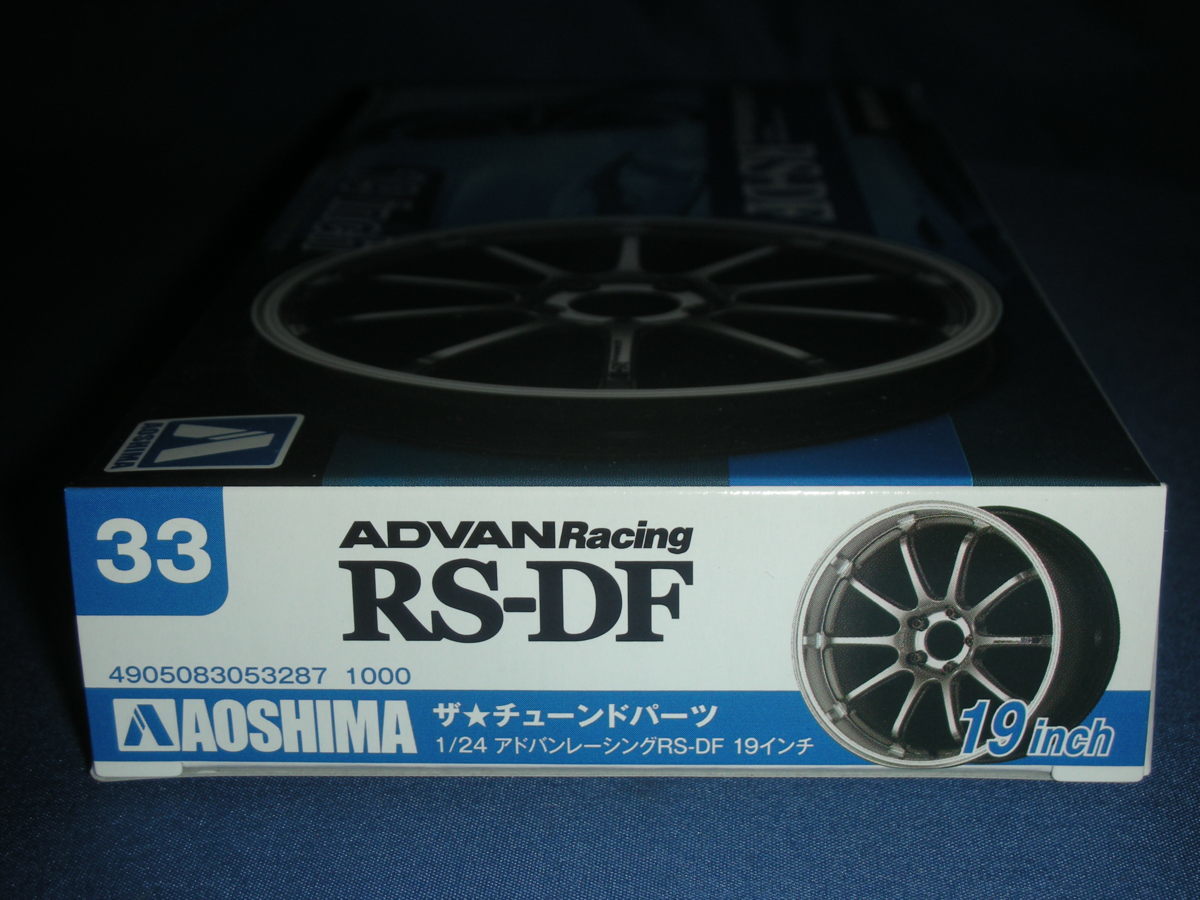 AOSHIMA
33
ADVAN Racing
RS-DF
4905083053287 1000
AOSHIMA
ザ★チューンドパーツ
1/24 アドバンレーシングRS-DF 19インチ
19 inch